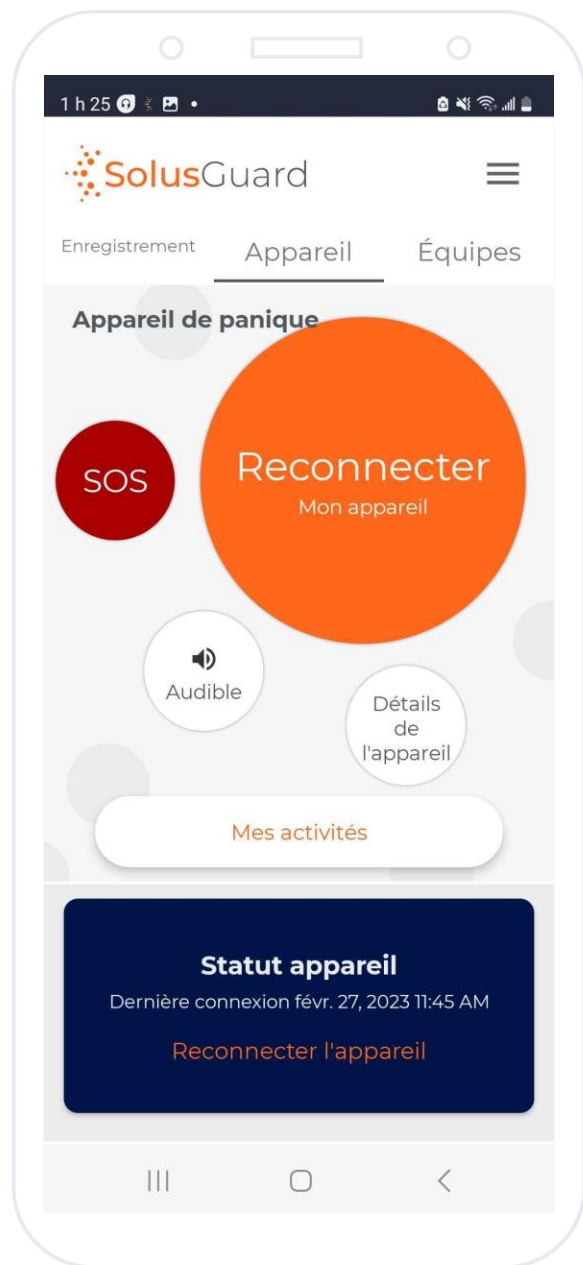 1 h 25
SolusGuard
Enregistrement Appareil Équipes
Appareil de panique
SOS
Reconnecter
Mon appareil
Audible
Détails
de
l'appareil
Mes activités
Statut appareil
Dernière connexion févr. 27, 2023 11:45 AM
Reconnecter l'appareil